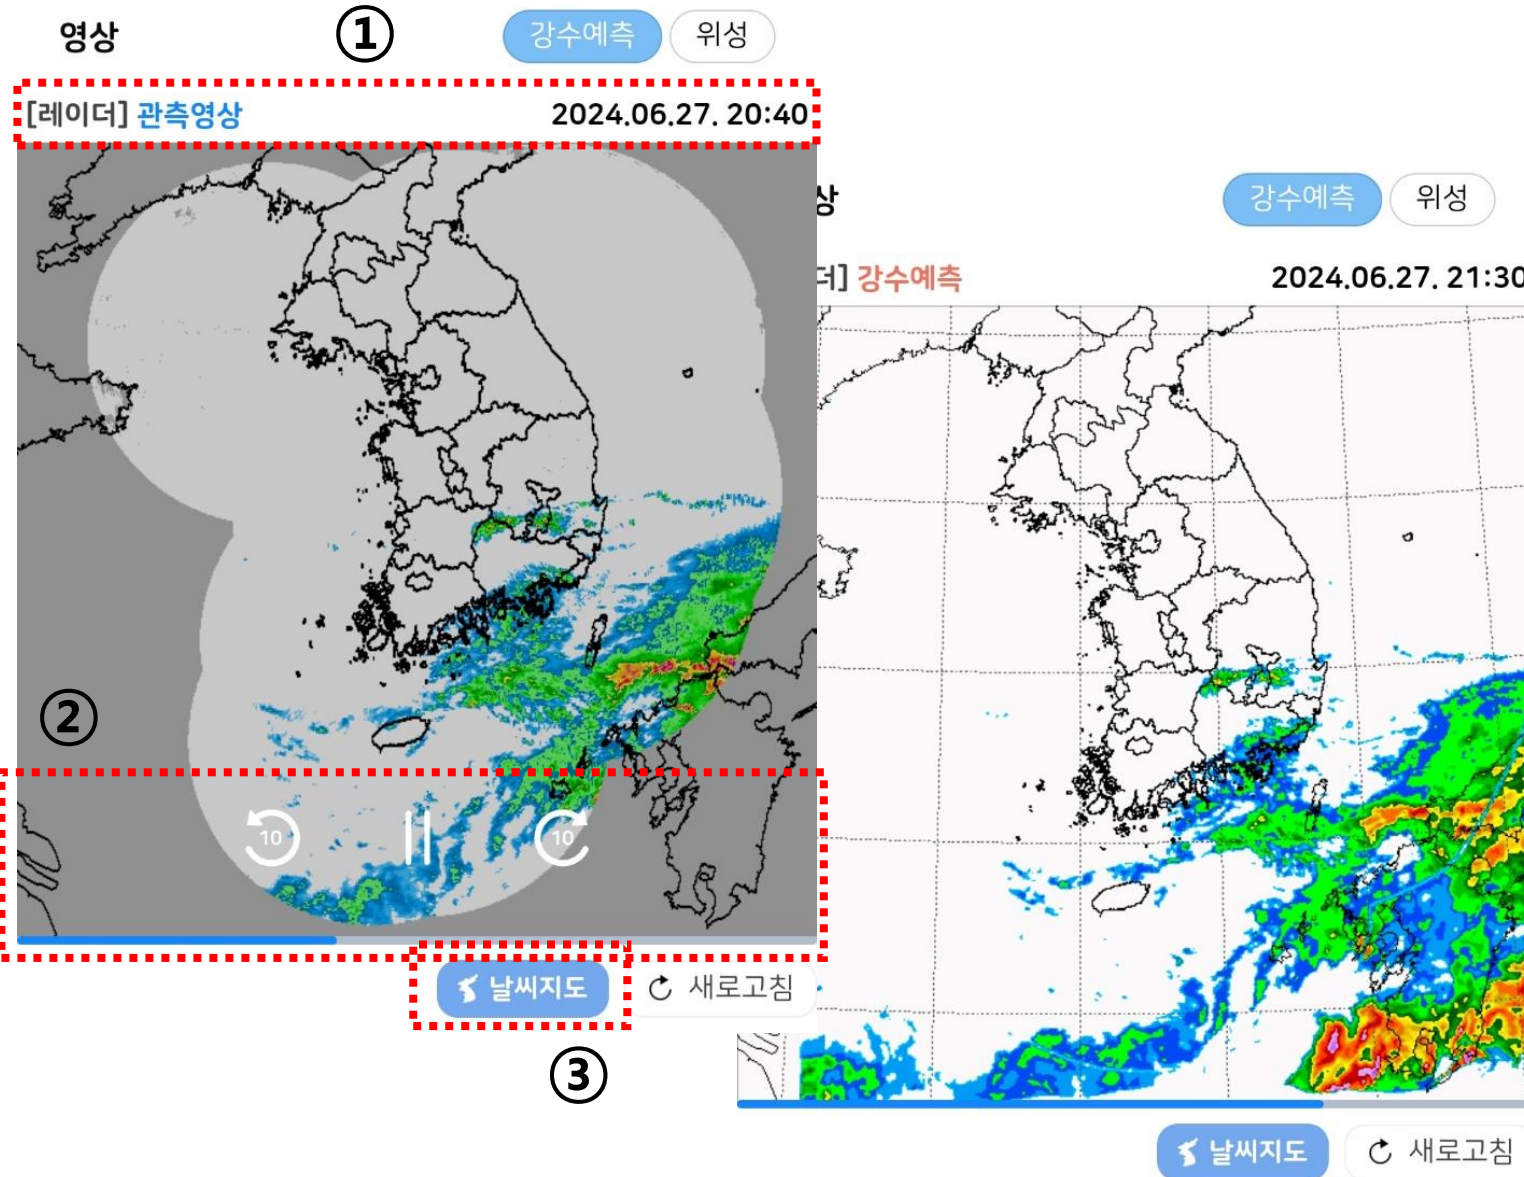 ①
영상
강수예측
위성
[레이더] 관측영상
2024.06.27. 20:40
②
10
10
날씨지도
새로고침
③
상
강수예측
위성
더] 강수예측
2024.06.27. 21:30
날씨지도
새로고침